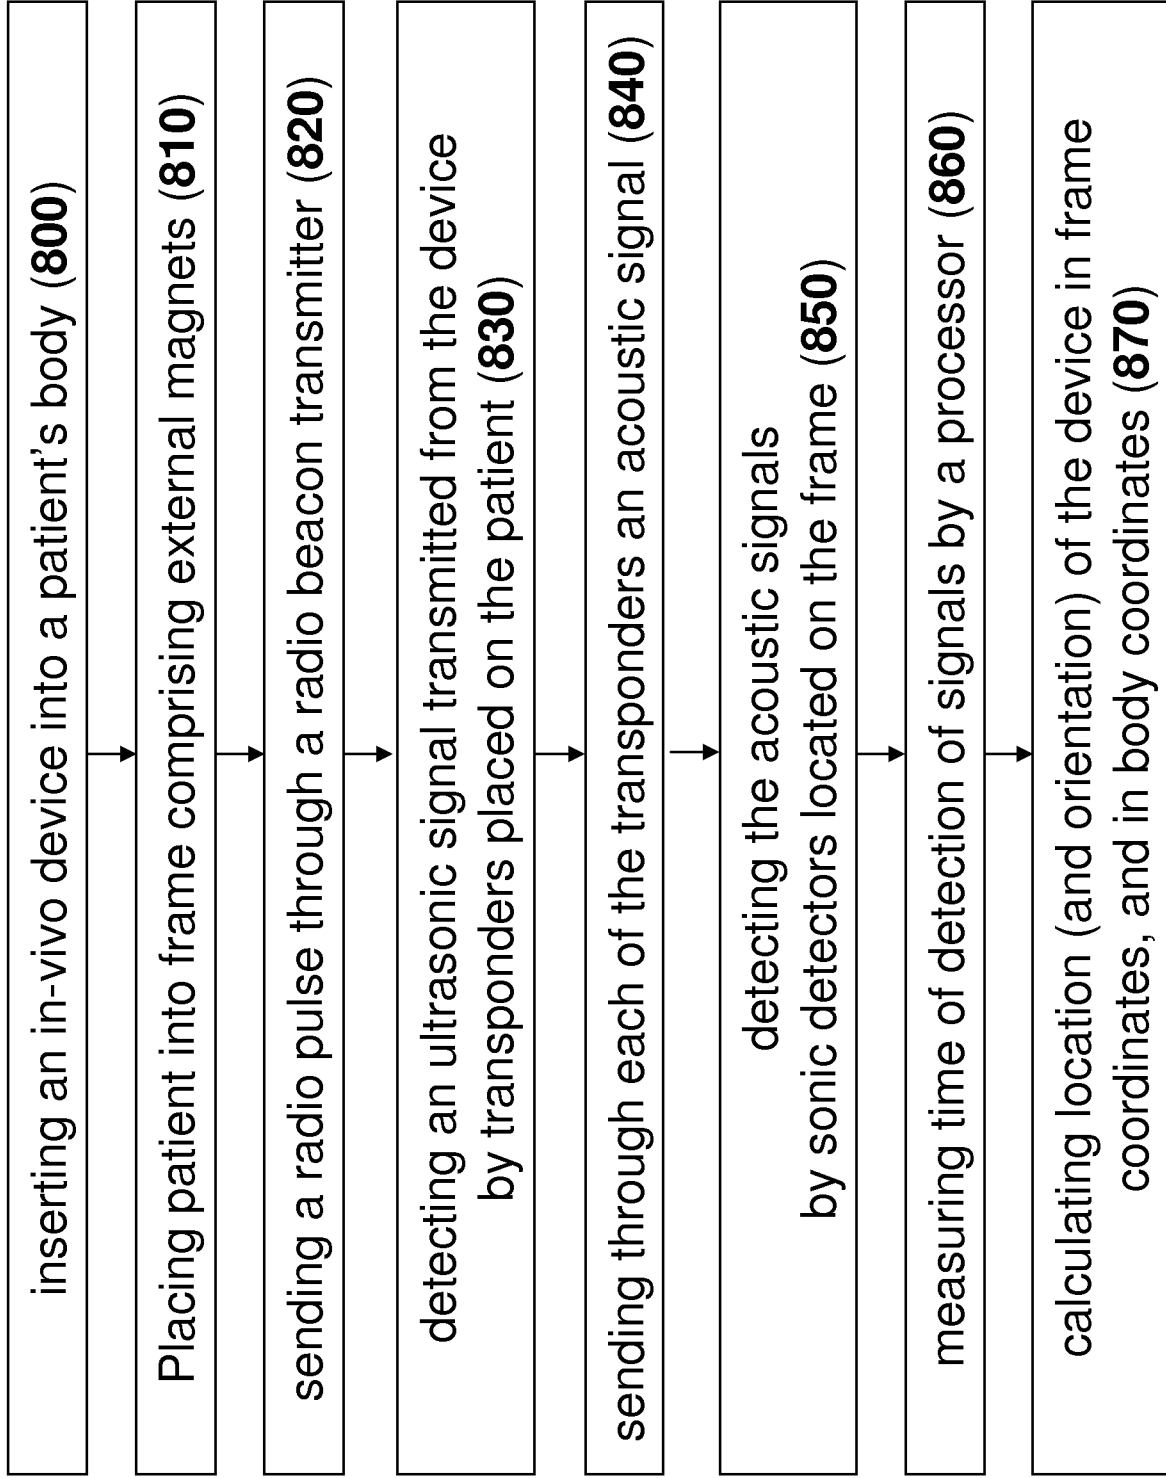 inserting an in-vivo device into a patient's body (800)
Placing patient into frame comprising external magnets (810)
sending a radio pulse through a radio beacon transmitter (820)
detecting an ultrasonic signal transmitted from the device
by transponders placed on the patient (830)
sending through each of the transponders an acoustic signal (840)
detecting the acoustic signals
by sonic detectors located on the frame (850)
measuring time of detection of signals by a processor (860)
calculating location (and orientation) of the device in frame
coordinates, and in body coordinates (870)